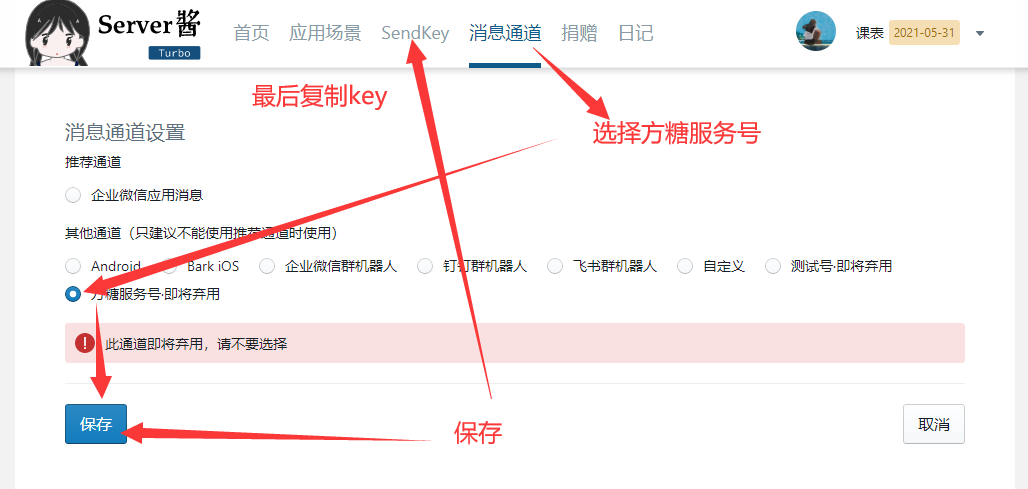 Server酱
Turbo
首页 应用场景 SendKey 消息通道 捐赠 日记
课表 2021-05-31
最后复制key
选择方糖服务号
消息通道设置
推荐通道
企业微信应用消息
其他通道（只建议不能使用推荐通道时使用）
Android Bark iOS 企业微信群机器人 钉钉群机器人 飞书群机器人 自定义 测试号·即将弃用
方糖服务号·即将弃用
此通道即将弃用，请不要选择
保存 保存 取消